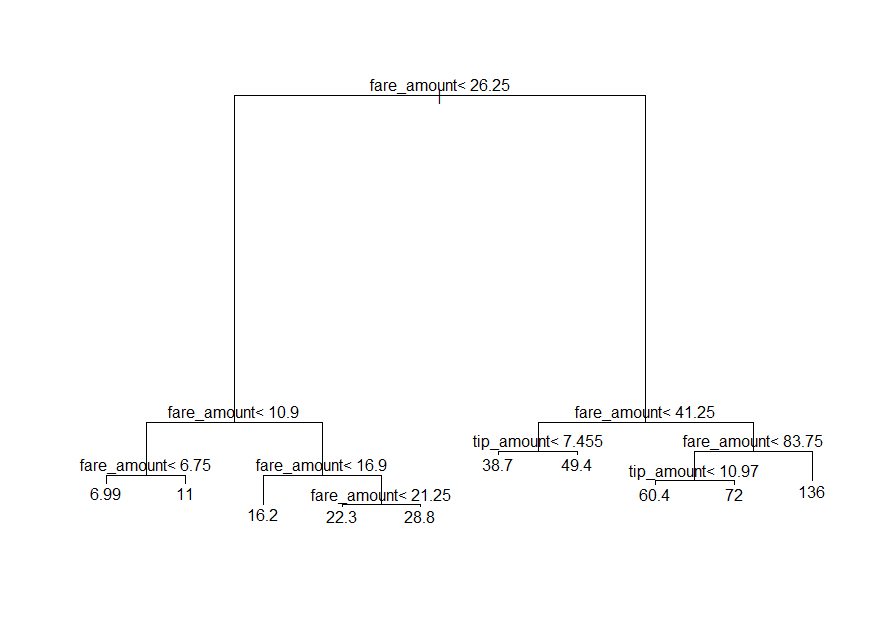 fare_amount< 26.25
fare_amount< 10.9
fare_amount< 41.25
tip_amount< 7.455
fare_amount< 83.75
fare_amount< 6.75
fare_amount< 16.9
38.7
49.4
tip_amount< 10.97
6.99
11
fare_amount< 21.25
60.4
72
136
16.2
22.3
28.8